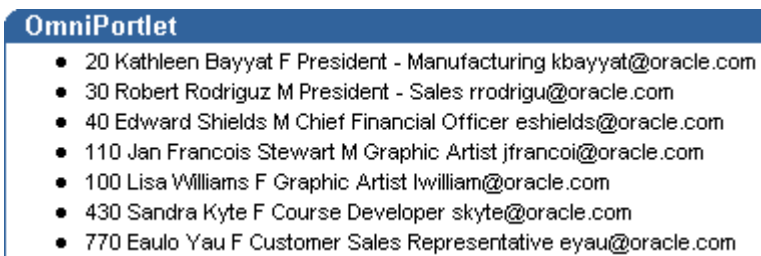 OmniPortlet
● 20 Kathleen Bayyat F President - Manufacturing kbayyat@oracle.com
● 30 Robert Rodriguz M President - Sales rrodrigu@oracle.com
● 40 Edward Shields M Chief Financial Officer eshields@oracle.com
● 110 Jan Francois Stewart M Graphic Artist jfrancoi@oracle.com
● 100 Lisa Williams F Graphic Artist lwilliam@oracle.com
● 430 Sandra Kyte F Course Developer skyte@oracle.com
● 770 Eaulo Yau F Customer Sales Representative eyau@oracle.com